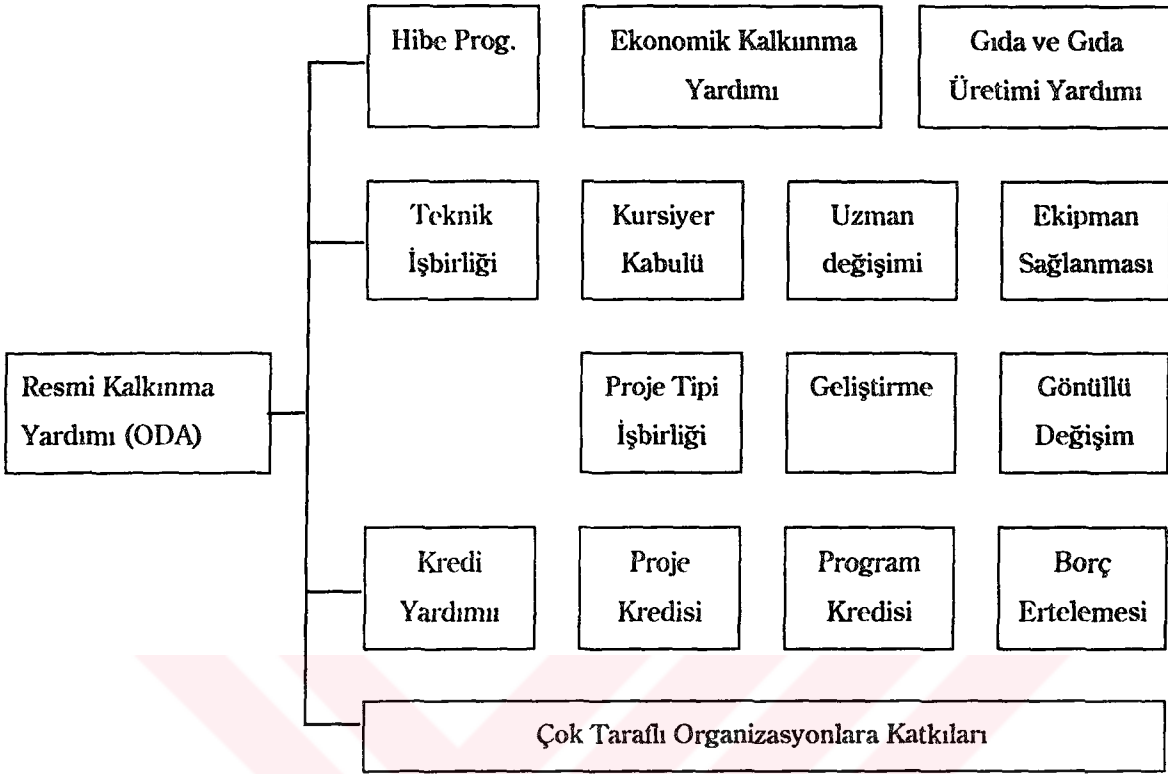 Hibe Prog.
Ekonomik Kalkınma
Yardımı
Gıda ve Gıda
Üretimi Yardımı
Teknik
İşbirliği
Kursiyer
Kabulü
Uzman
değişimi
Ekipman
Sağlanması
Resmi Kalkınma
Yardımı (ODA)
Proje Tipi
İşbirliği
Geliştirme
Gönüllü
Değişim
Kredi
Yardımıı
Proje
Kredisi
Program
Kredisi
Borç
Ertelemesi
Çok Taraflı Organizasyonlara Katkıları